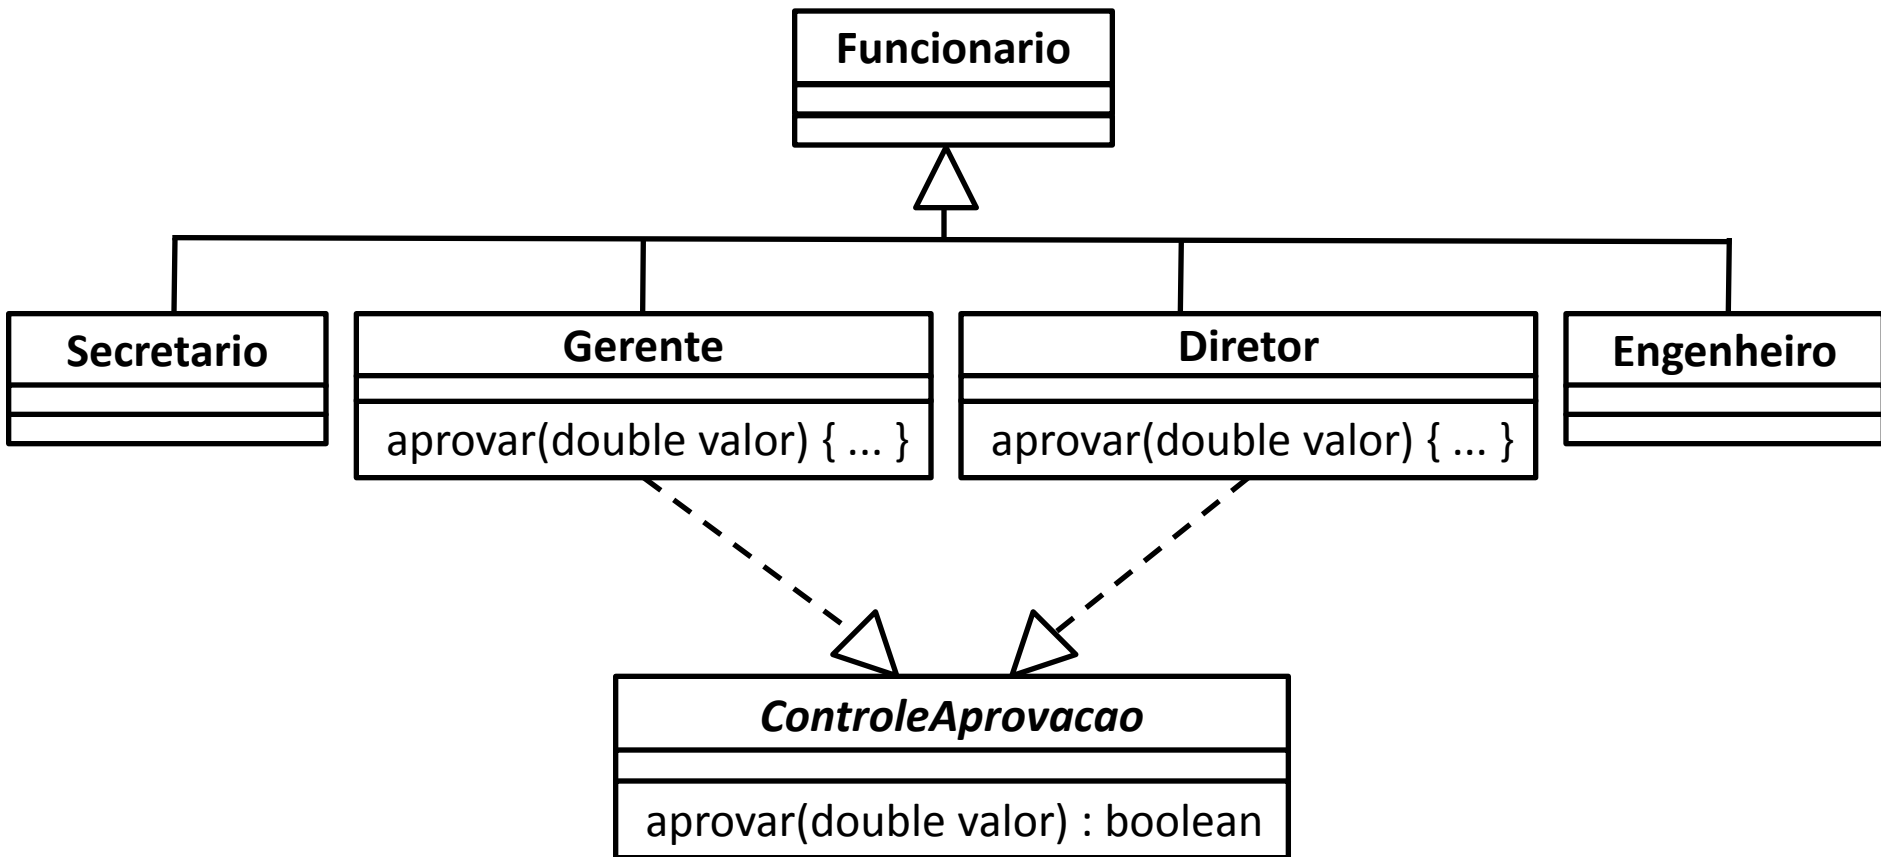 Funcionario
Secretario
Gerente
aprovar(double valor) { ... }
Diretor
aprovar(double valor) { ... }
Engenheiro
ControleAprovacao
aprovar(double valor) : boolean